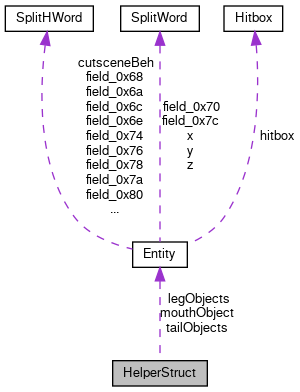 SplitHWord
SplitWord
Hitbox
cutsceneBeh
field_0x68
field_0x6a
field_0x6c
field_0x6e
field_0x74
field_0x76
field_0x78
field_0x7a
field_0x80
...
field_0x70
field_0x7c
x
y
z
hitbox
Entity
legObjects
mouthObject
tailObjects
HelperStruct